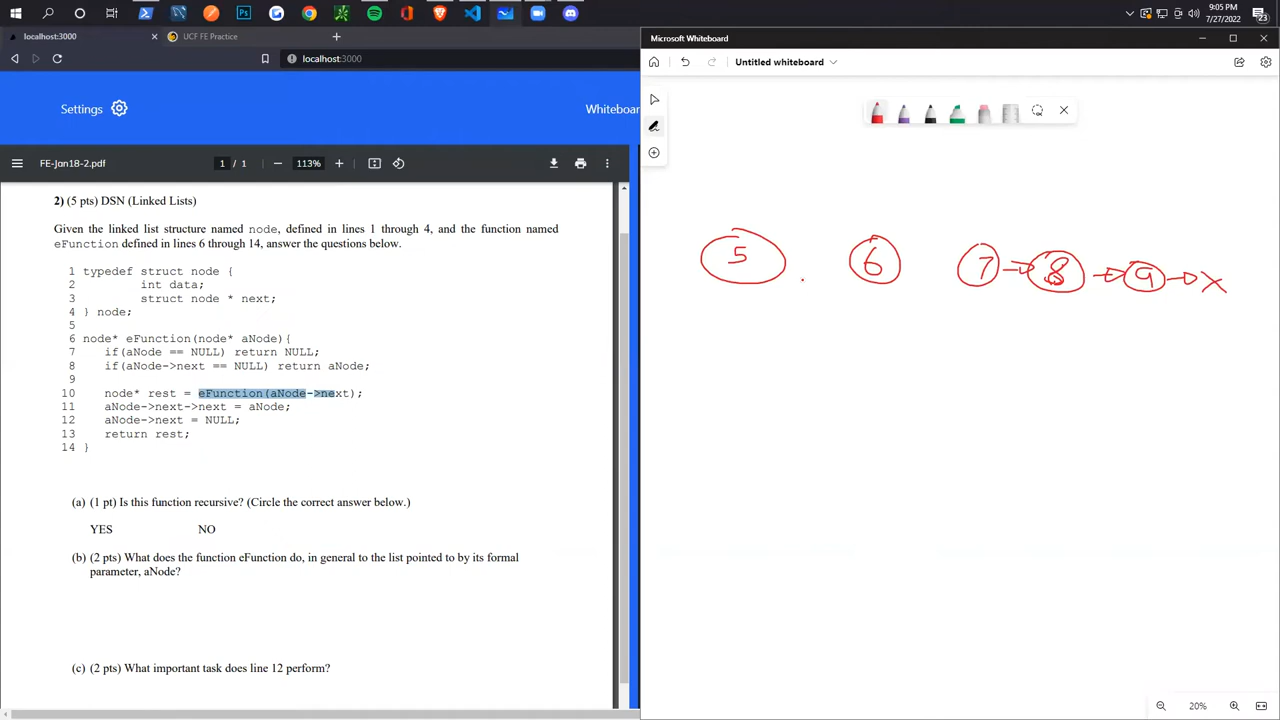 9:05 PM
7/27/2022
23
localhost:3000
UCF FE Practice
localhost:3000
Settings
Whiteboar
FE-Jan18-2.pdf
1 / 1
113%
2) (5 pts) DSN (Linked Lists)
Given the linked list structure named node, defined in lines 1 through 4, and the function named
eFunction defined in lines 6 through 14, answer the questions below.
1 typedef struct node {
2 int data;
3 struct node * next;
4 } node;
5
6 node* eFunction(node* aNode){
7 if(aNode == NULL) return NULL;
8 if(aNode->next == NULL) return aNode;
9
10 node* rest = eFunction(aNode->next);
11 aNode->next->next = aNode;
12 aNode->next = NULL;
13 return rest;
14 }
(a) (1 pt) Is this function recursive? (Circle the correct answer below.)
YES NO
(b) (2 pts) What does the function eFunction do, in general to the list pointed to by its formal
parameter, aNode?
(c) (2 pts) What important task does line 12 perform?
Microsoft Whiteboard
Untitled whiteboard
5 6 7 8 9 X
20%